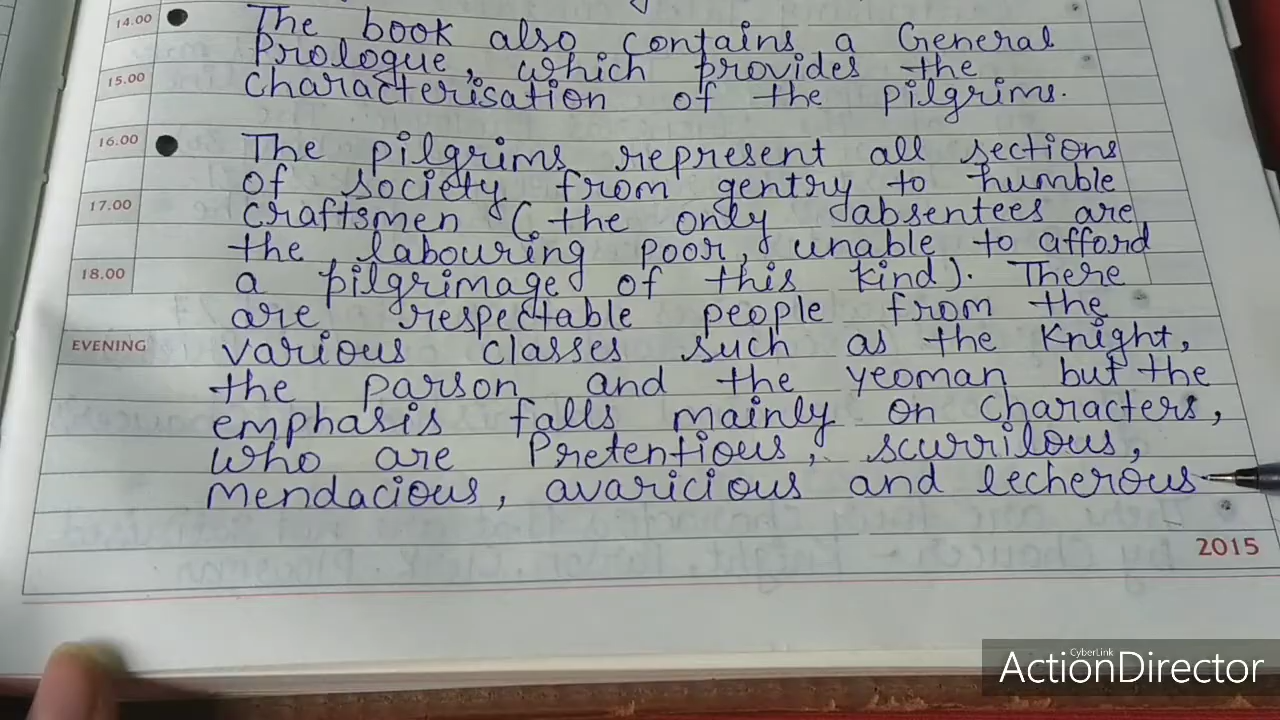 14.00 ● The book also contains a General
Prologue, which provides the
15.00 characterisation of the pilgrims.
16.00 ● The pilgrims represent all sections
of society from gentry to humble
17.00 craftsmen (the only absentees are
the labouring poor, unable to afford
18.00 a pilgrimage of this kind). There
are respectable people from the
EVENING various classes such as the Knight,
the parson and the yeoman but the
emphasis falls mainly on characters,
who are Pretentious, scurrilous,
mendacious, avaricious and lecherous
2015
CyberLink
ActionDirector